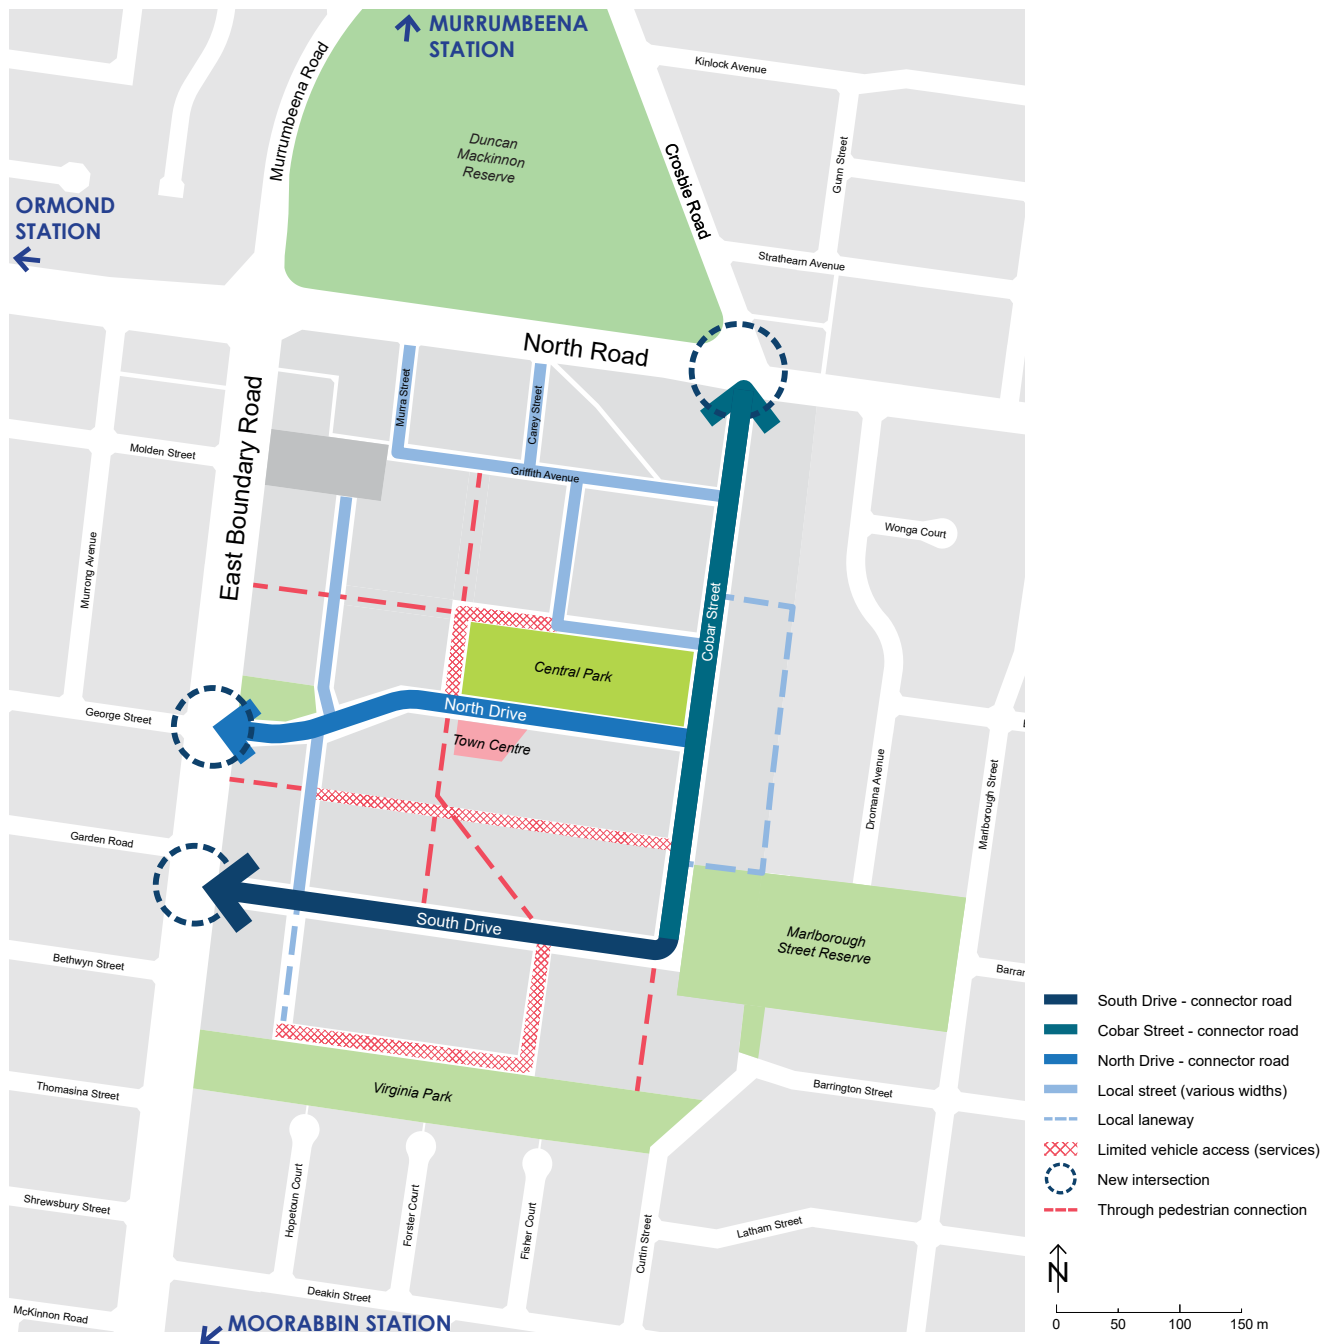 MURRUMBEENA
STATION
Kinlock Avenue
Murrumbeena Road
Duncan
Mackinnon
Reserve
Crosbie Road
Gunn Street
ORMOND
STATION
Strathearn Avenue
North Road
East Boundary Road
Murra Street
Carey Street
Molden Street
Griffith Avenue
Wonga Court
Murrong Avenue
Cobar Street
Central Park
George Street
North Drive
Town Centre
Dromana Avenue
Marlborough Street
Garden Road
South Drive
Marlborough
Street Reserve
Bethwyn Street
Barrar
South Drive - connector road
Cobar Street - connector road
North Drive - connector road
Local street (various widths)
Local laneway
Limited vehicle access (services)
New intersection
Through pedestrian connection
Thomasina Street
Virginia Park
Barrington Street
Shrewsbury Street
Hopetoun Court
Forster Court
Fisher Court
Curtin Street
Latham Street
N
Deakin Street
McKinnon Road
MOORABBIN STATION
0 50 100 150 m